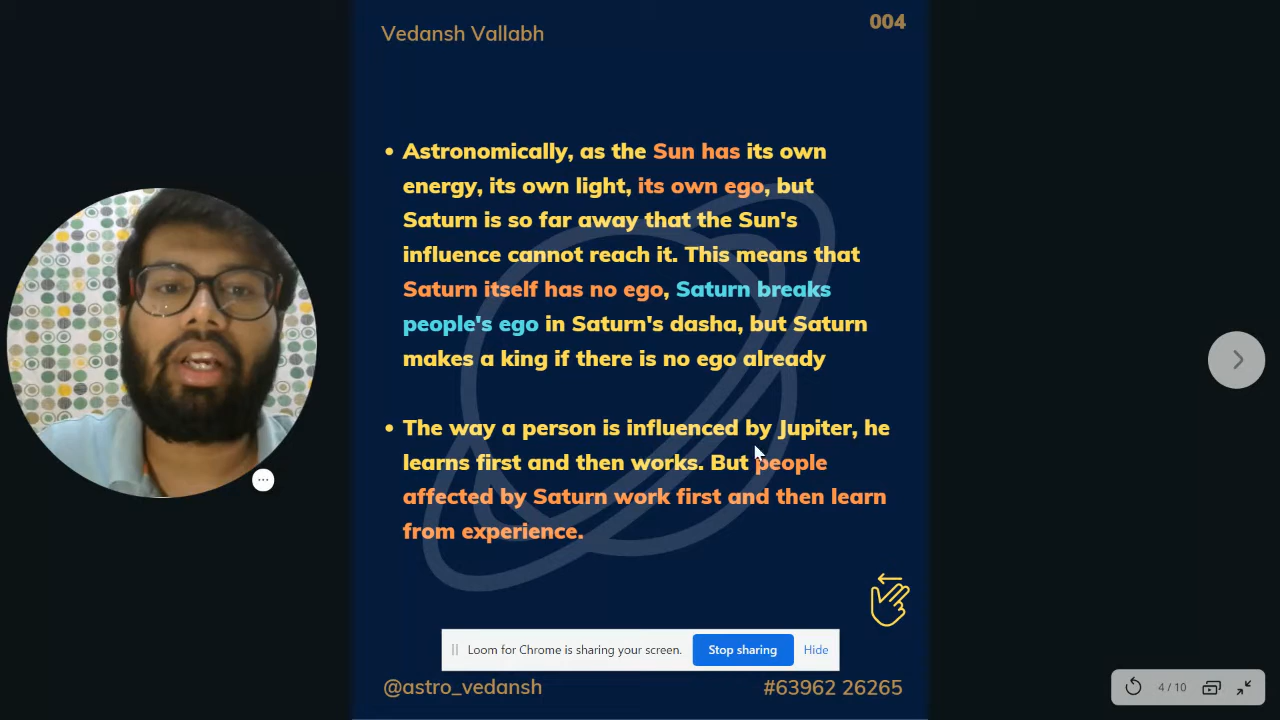 Vedansh Vallabh
004
• Astronomically, as the Sun has its own
energy, its own light, its own ego, but
Saturn is so far away that the Sun's
influence cannot reach it. This means that
Saturn itself has no ego, Saturn breaks
people's ego in Saturn's dasha, but Saturn
makes a king if there is no ego already
• The way a person is influenced by Jupiter, he
learns first and then works. But people
affected by Saturn work first and then learn
from experience.
Loom for Chrome is sharing your screen.
Stop sharing
Hide
@astro_vedansh
#63962 26265
4/10